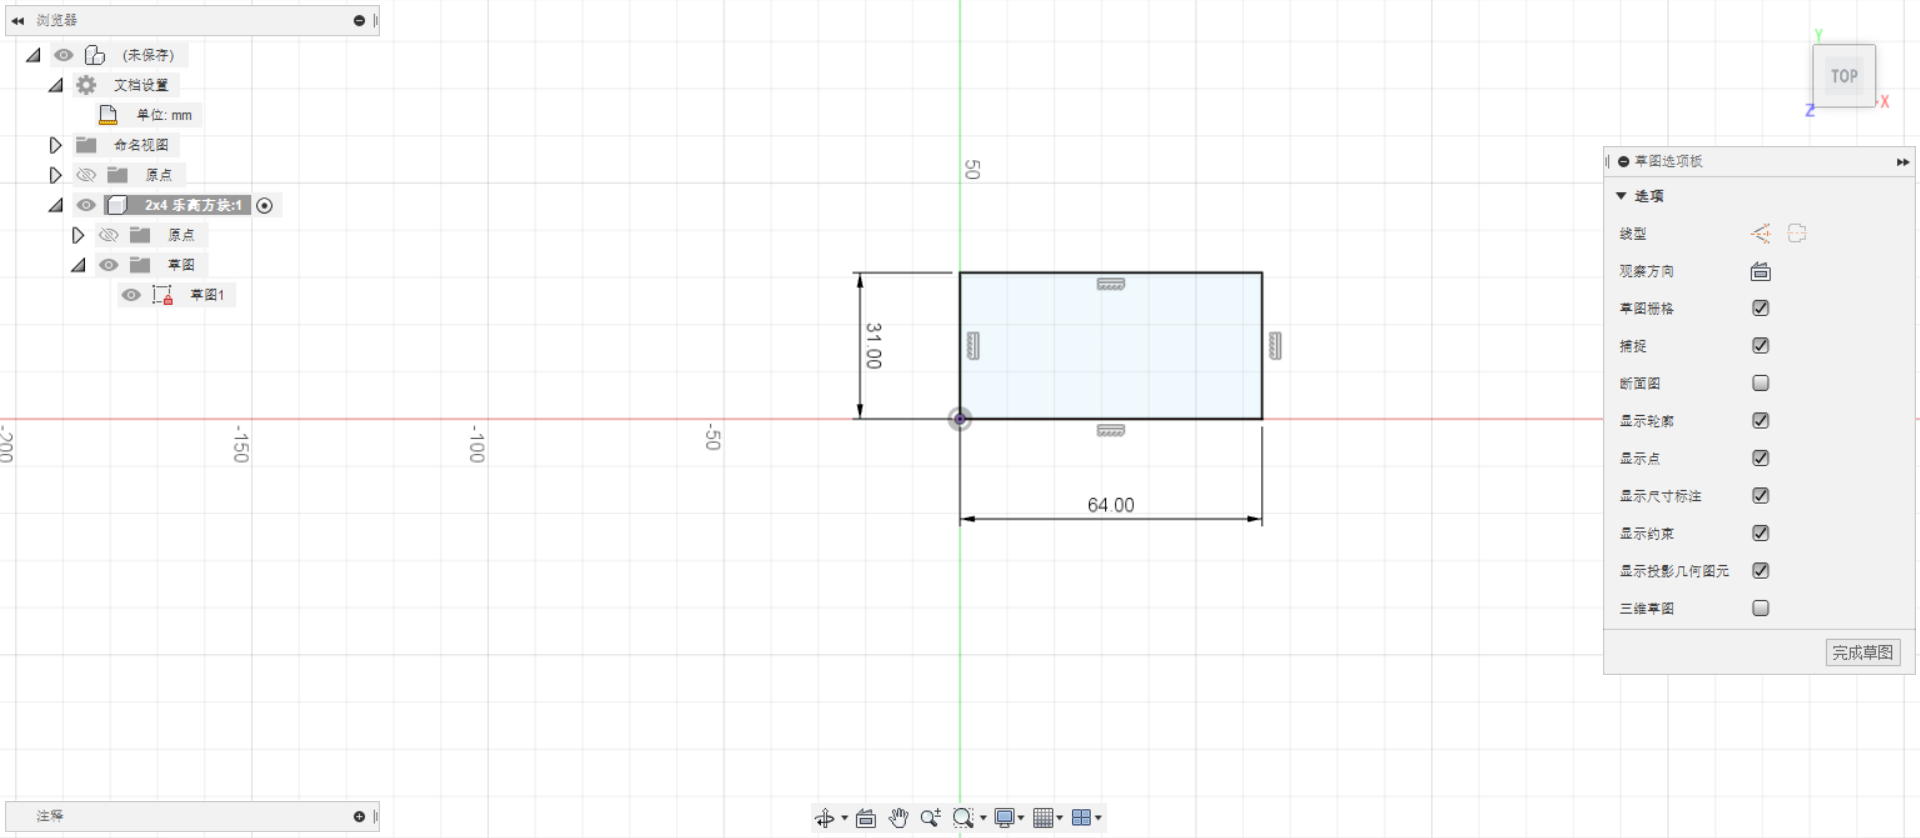 浏览器
(未保存)
文档设置
单位: mm
命名视图
原点
2x4 乐高方块:1
原点
草图
草图1
50
31.00
-200
-150
-100
-50
64.00
Y
TOP
X
Z
草图选项板
选项
线型
观察方向
草图栅格
捕捉
断面图
显示轮廓
显示点
显示尺寸标注
显示约束
显示投影几何图元
三维草图
完成草图
注释